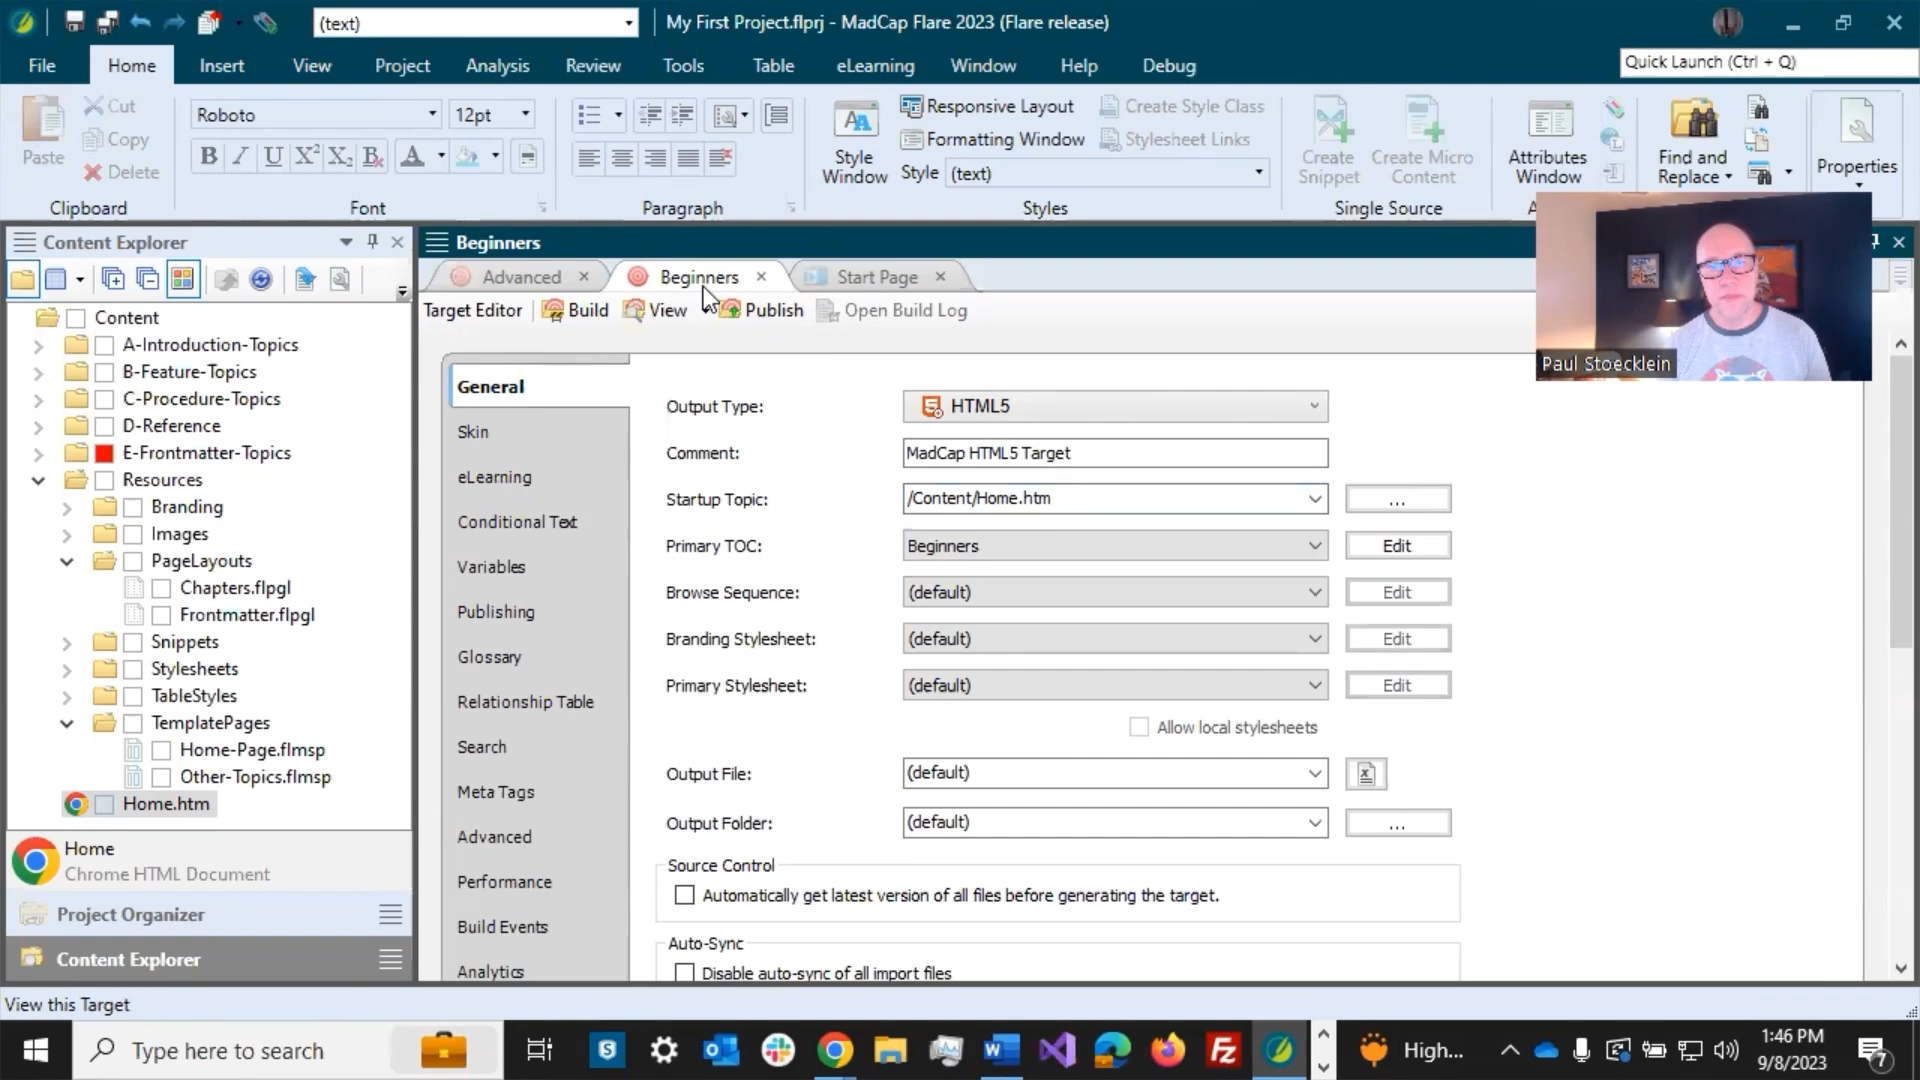 (text)
My First Project.flprj - MadCap Flare 2023 (Flare release)
File Home Insert View Project Analysis Review Tools Table eLearning Window Help Debug
Quick Launch (Ctrl + Q)
Paste
Cut
Copy
Delete
Clipboard
Roboto
12pt
B I U X² X₂ B
A
Font
Paragraph
Style Window
Responsive Layout
Formatting Window
Create Style Class
Stylesheet Links
Style (text)
Styles
Create Snippet
Create Micro Content
Single Source
Attributes Window
Find and Replace
Properties
Content Explorer
Content
A-Introduction-Topics
B-Feature-Topics
C-Procedure-Topics
D-Reference
E-Frontmatter-Topics
Resources
Branding
Images
PageLayouts
Chapters.flpgl
Frontmatter.flpgl
Snippets
Stylesheets
TableStyles
TemplatePages
Home-Page.flmsp
Other-Topics.flmsp
Home.htm
Home
Chrome HTML Document
Project Organizer
Content Explorer
Beginners
Advanced Beginners Start Page
Target Editor Build View Publish Open Build Log
Paul Stoecklein
General
Skin
eLearning
Conditional Text
Variables
Publishing
Glossary
Relationship Table
Search
Meta Tags
Advanced
Performance
Build Events
Analytics
Output Type: HTML5
Comment: MadCap HTML5 Target
Startup Topic: /Content/Home.htm ...
Primary TOC: Beginners Edit
Browse Sequence: (default) Edit
Branding Stylesheet: (default) Edit
Primary Stylesheet: (default) Edit
Allow local stylesheets
Output File: (default)
Output Folder: (default) ...
Source Control
Automatically get latest version of all files before generating the target.
Auto-Sync
Disable auto-sync of all import files
View this Target
Type here to search
High...
1:46 PM
9/8/2023
7